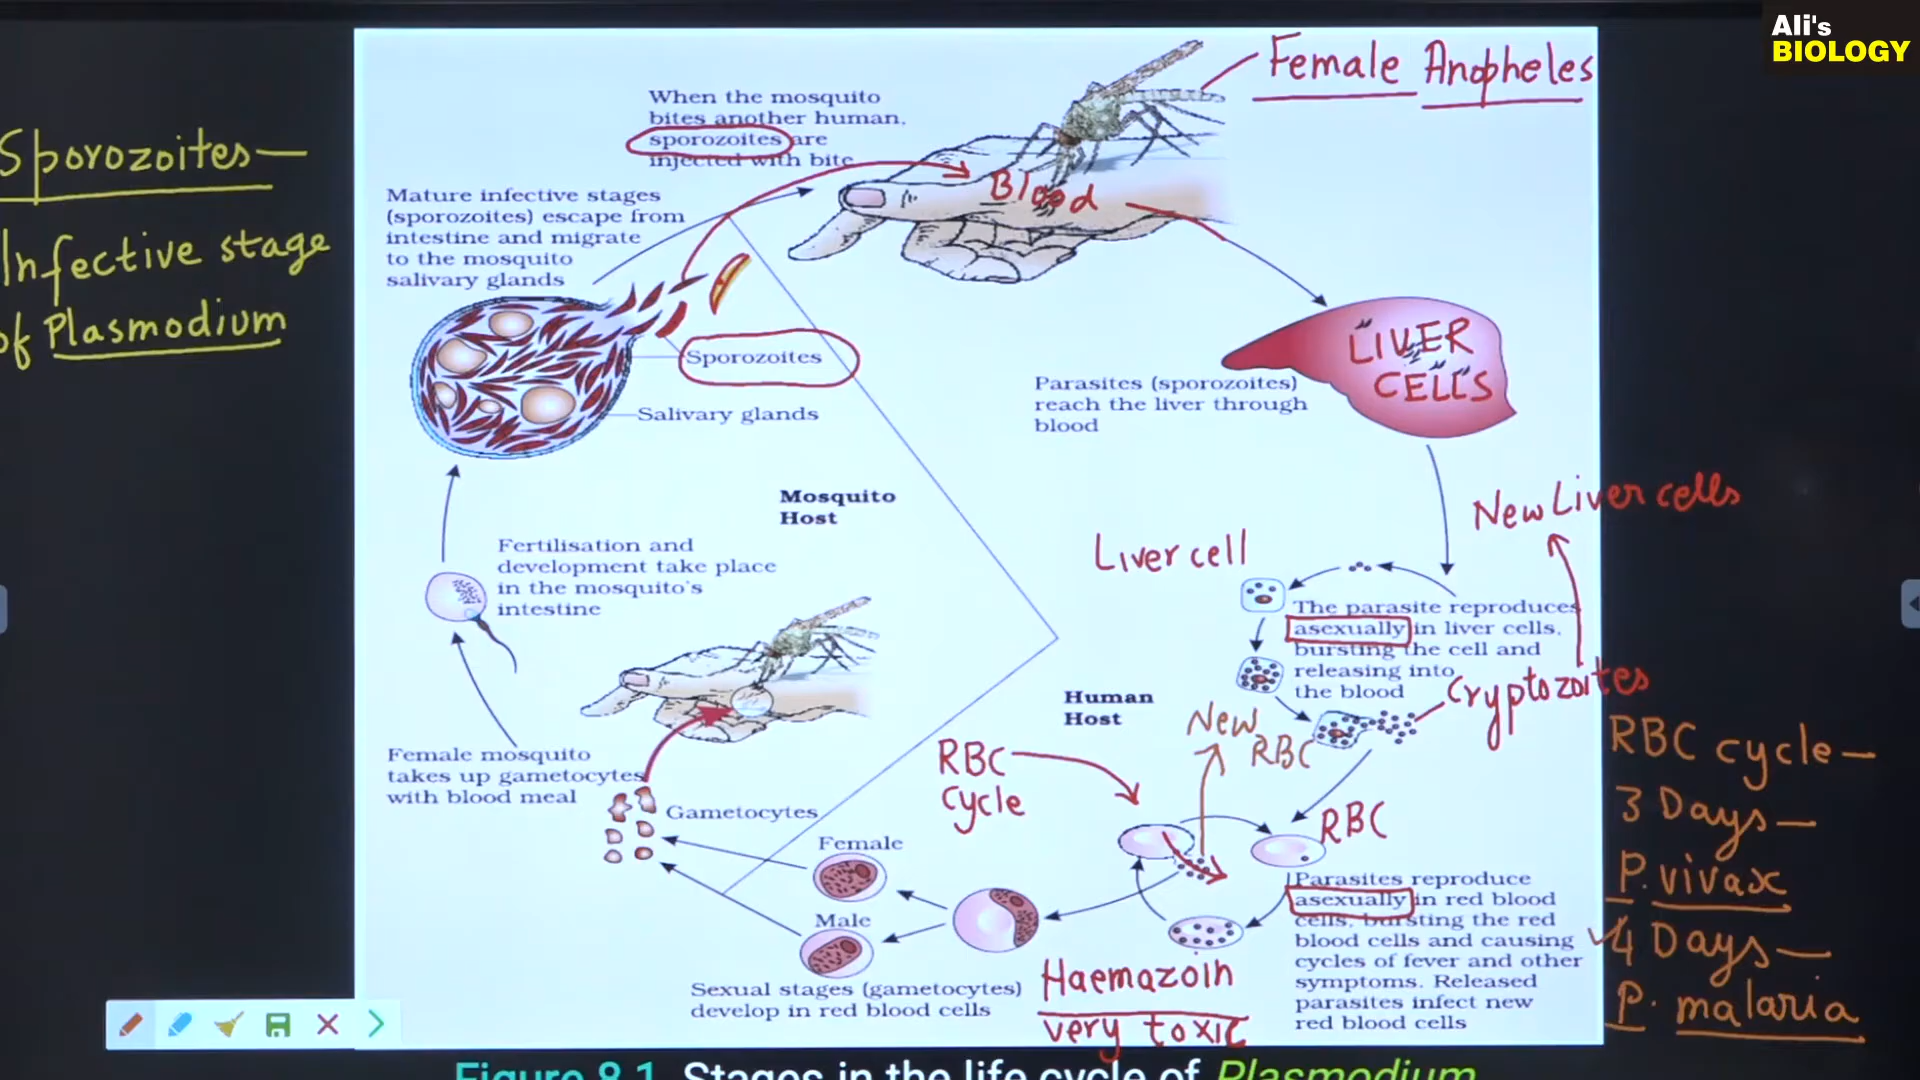 Ali's
BIOLOGY
Female Anopheles
When the mosquito
bites another human,
sporozoites are
injected with bite
Sporozoites—
Infective stage
of Plasmodium
Mature infective stages
(sporozoites) escape from
intestine and migrate
to the mosquito
salivary glands
Blood
Sporozoites
Salivary glands
LIVER
CELLS
Parasites (sporozoites)
reach the liver through
blood
Mosquito
Host
New Liver cells
Fertilisation and
development take place
in the mosquito's
intestine
Liver cell
The parasite reproduces
asexually in liver cells,
bursting the cell and
releasing into
the blood
Cryptozoites
Human
Host
New
RBC
RBC
cycle
RBC
Female mosquito
takes up gametocytes
with blood meal
Gametocytes
Female
Male
Parasites reproduce
asexually in red blood
cells, bursting the red
blood cells and causing
cycles of fever and other
symptoms. Released
parasites infect new
red blood cells
Sexual stages (gametocytes)
develop in red blood cells
Haemazoin
very toxic
RBC cycle—
3 Days—
P. vivax
4 Days—
P. malaria
Figure 8.1 Stages in the life cycle of Plasmodium